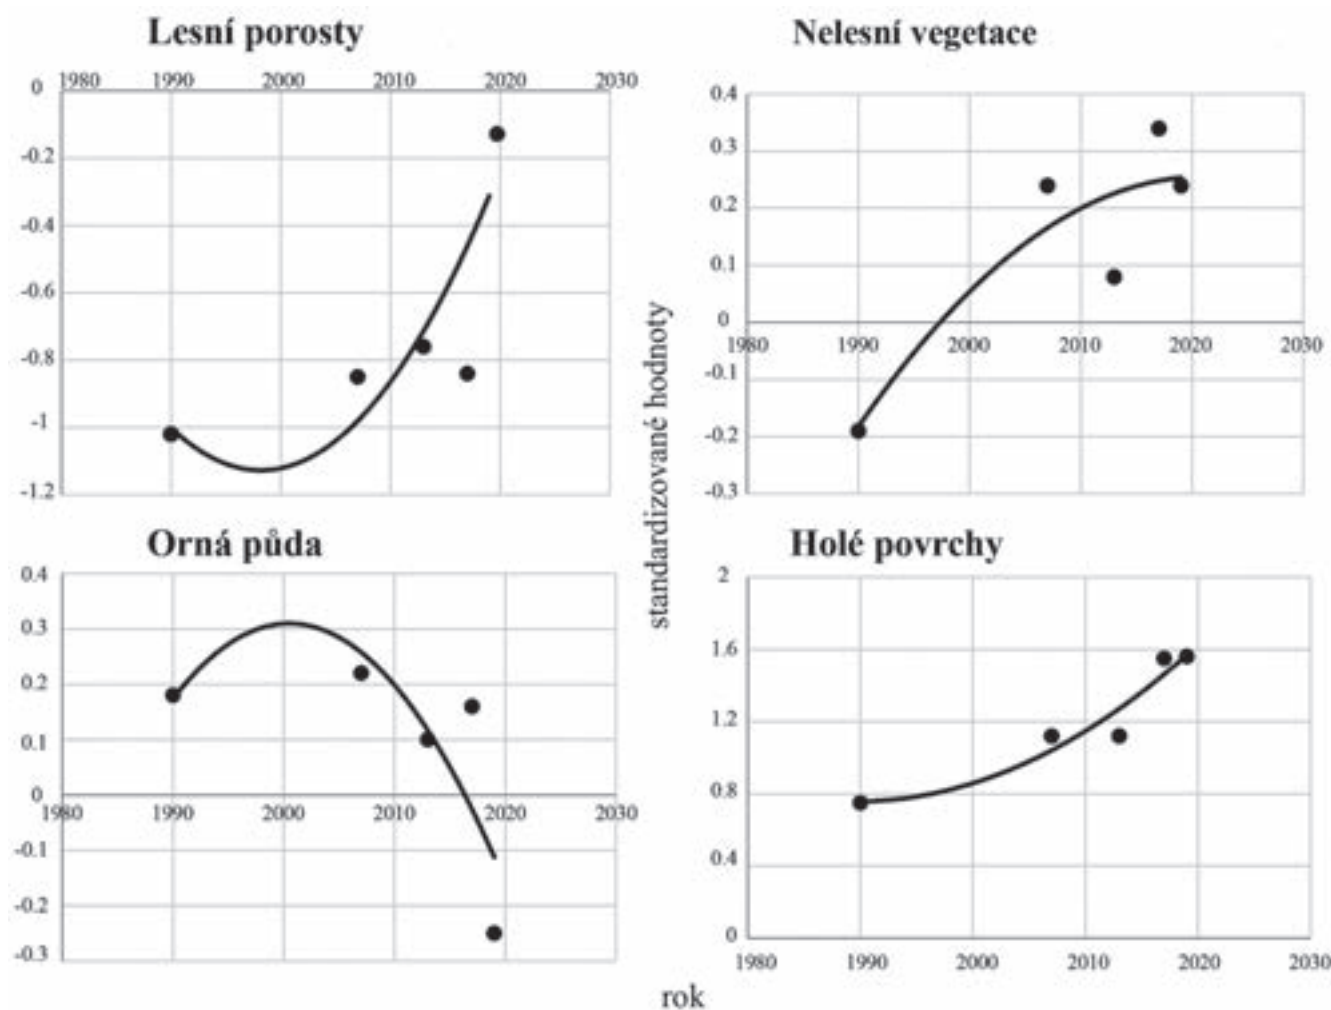 Lesní porosty
0 1980 1990 2000 2010 2020 2030
-0.2
-0.4
-0.6
-0.8
-1
-1.2
Nelesní vegetace
0.4
0.3
0.2
0.1
0
1980 1990 2000 2010 2020 2030
-0.1
-0.2
-0.3
standardizované hodnoty
Orná půda
0.4
0.3
0.2
0.1
0
1980 1990 2000 2010 2020 2030
-0.1
-0.2
-0.3
Holé povrchy
2
1.6
1.2
0.8
0.4
0
1980 1990 2000 2010 2020 2030
rok